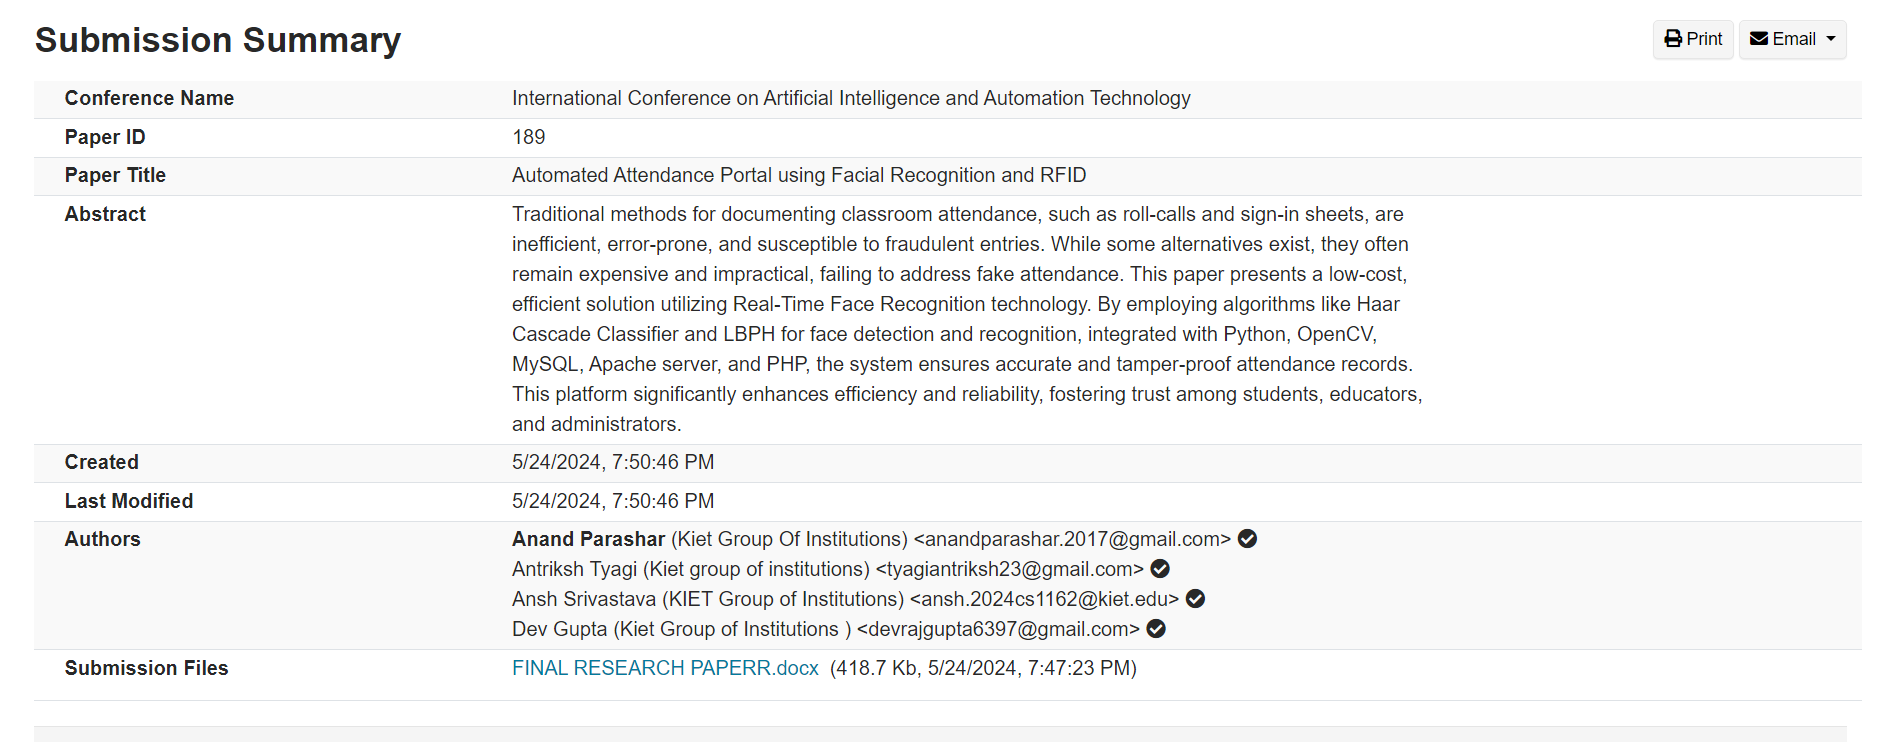 Submission Summary
Print
Email
Conference Name
International Conference on Artificial Intelligence and Automation Technology
Paper ID
189
Paper Title
Automated Attendance Portal using Facial Recognition and RFID
Abstract
Traditional methods for documenting classroom attendance, such as roll-calls and sign-in sheets, are
inefficient, error-prone, and susceptible to fraudulent entries. While some alternatives exist, they often
remain expensive and impractical, failing to address fake attendance. This paper presents a low-cost,
efficient solution utilizing Real-Time Face Recognition technology. By employing algorithms like Haar
Cascade Classifier and LBPH for face detection and recognition, integrated with Python, OpenCV,
MySQL, Apache server, and PHP, the system ensures accurate and tamper-proof attendance records.
This platform significantly enhances efficiency and reliability, fostering trust among students, educators,
and administrators.
Created
5/24/2024, 7:50:46 PM
Last Modified
5/24/2024, 7:50:46 PM
Authors
Anand Parashar (Kiet Group Of Institutions) <anandparashar.2017@gmail.com>
Antriksh Tyagi (Kiet group of institutions) <tyagiantriksh23@gmail.com>
Ansh Srivastava (KIET Group of Institutions) <ansh.2024cs1162@kiet.edu>
Dev Gupta (Kiet Group of Institutions ) <devrajgupta6397@gmail.com>
Submission Files
FINAL RESEARCH PAPERR.docx (418.7 Kb, 5/24/2024, 7:47:23 PM)